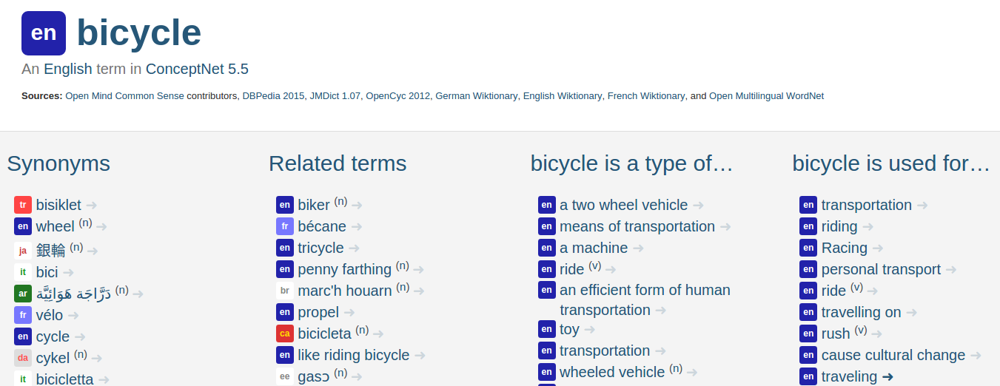 en bicycle
An English term in ConceptNet 5.5
Sources: Open Mind Common Sense contributors, DBPedia 2015, JMDict 1.07, OpenCyc 2012, German Wiktionary, English Wiktionary, French Wiktionary, and Open Multilingual WordNet
Synonyms
tr bisiklet ➜
en wheel (n) ➜
ja 銀輪 (n) ➜
it bici ➜
ar دَرَّاجَة هَوَائِيَّة (n) ➜
fr vélo ➜
en cycle ➜
da cykel (n) ➜
it bicicletta ➜
Related terms
en biker (n) ➜
fr bécane ➜
en tricycle ➜
en penny farthing (n) ➜
br marc'h houarn (n) ➜
en propel ➜
ca bicicleta (n) ➜
en like riding bicycle ➜
ee gasɔ (n) ➜
bicycle is a type of…
en a two wheel vehicle ➜
en means of transportation ➜
en a machine ➜
en ride (v) ➜
en an efficient form of human
transportation ➜
en toy ➜
en transportation ➜
en wheeled vehicle (n) ➜
bicycle is used for…
en transportation ➜
en riding ➜
en Racing ➜
en personal transport ➜
en ride (v) ➜
en travelling on ➜
en rush (v) ➜
en cause cultural change ➜
en traveling ➜